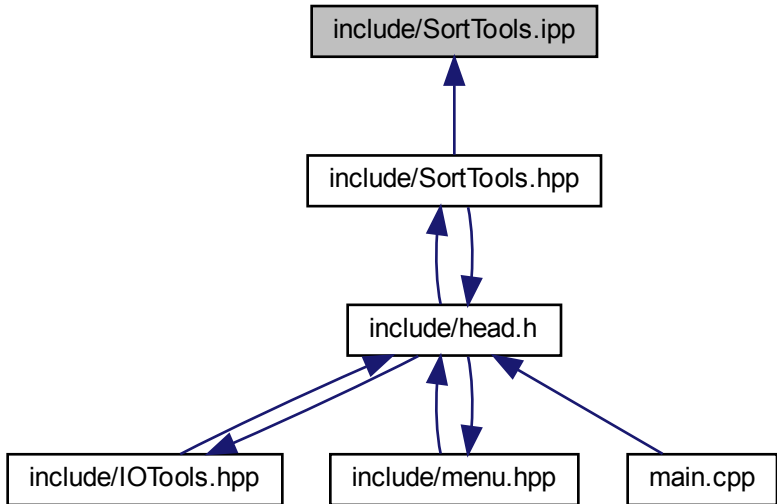 include/SortTools.ipp
include/SortTools.hpp
include/head.h
include/IOTools.hpp
include/menu.hpp
main.cpp